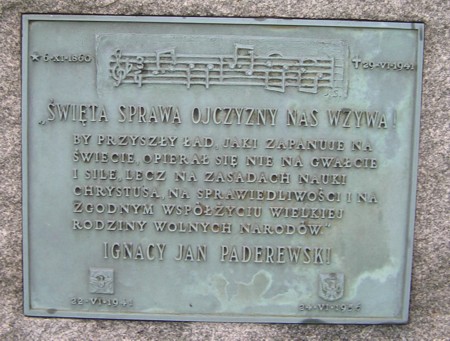 ★6·XI·1860
✝29·VI·1941
„ŚWIĘTA SPRAWA OJCZYZNY NAS WZYWA!
BY PRZYSZŁY ŁAD, JAKI ZAPANUJE NA
ŚWIECIE, OPIERAŁ SIĘ NIE NA GWAŁCIE
I SILE, LECZ NA ZASADACH NAUKI
CHRYSTUSA, NA SPRAWIEDLIWOŚCI I NA
ZGODNYM WSPÓŁŻYCIU WIELKIEJ
RODZINY WOLNYCH NARODÓW."
IGNACY JAN PADEREWSKI